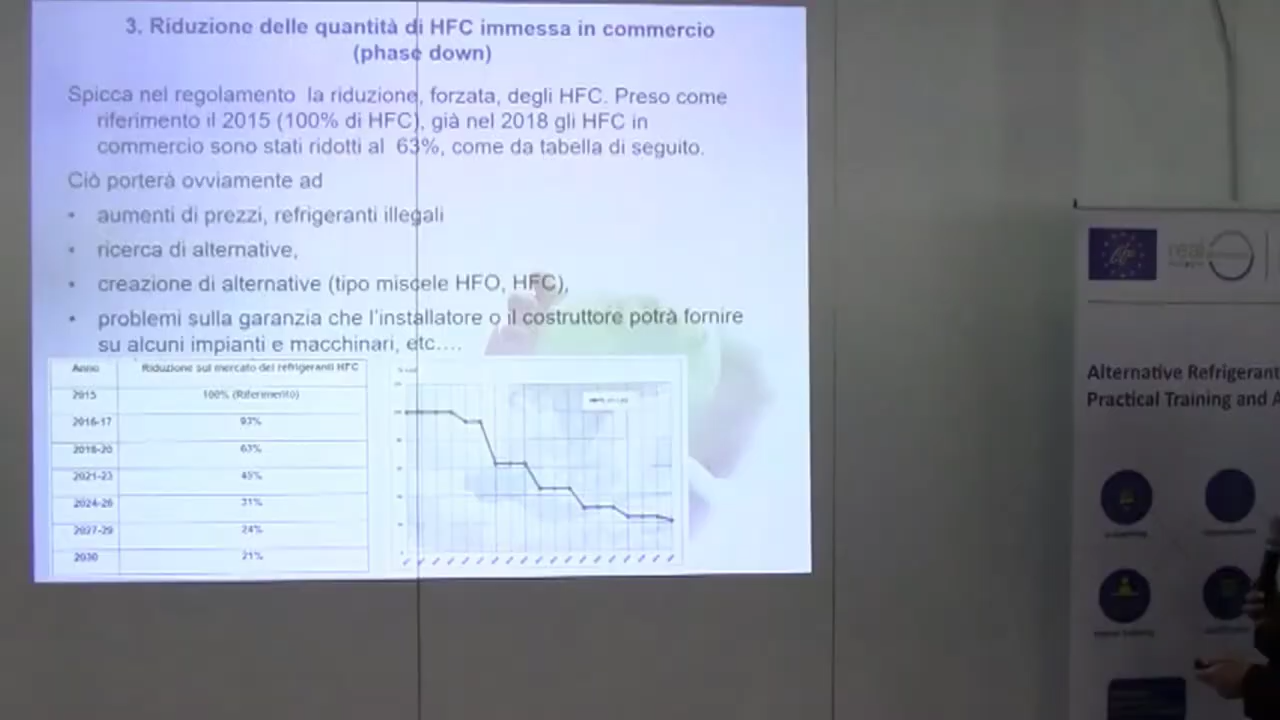 3. Riduzione delle quantità di HFC immessa in commercio
(phase down)
Spicca nel regolamento la riduzione, forzata, degli HFC. Preso come
riferimento il 2015 (100% di HFC), già nel 2018 gli HFC in
commercio sono stati ridotti al 63%, come da tabella di seguito.
Ciò porterà ovviamente ad
• aumenti di prezzi, refrigeranti illegali
• ricerca di alternative,
• creazione di alternative (tipo miscele HFO, HFC),
• problemi sulla garanzia che l'installatore o il costruttore potrà fornire
su alcuni impianti e macchinari, etc....
Anno Riduzione sul mercato dei refrigeranti HFC
2015 100% (Riferimento)
2016-17 93%
2018-20 63%
2021-23 45%
2024-26 31%
2027-29 24%
2030 21%
real
Alternative Refrigerant
Practical Training and A